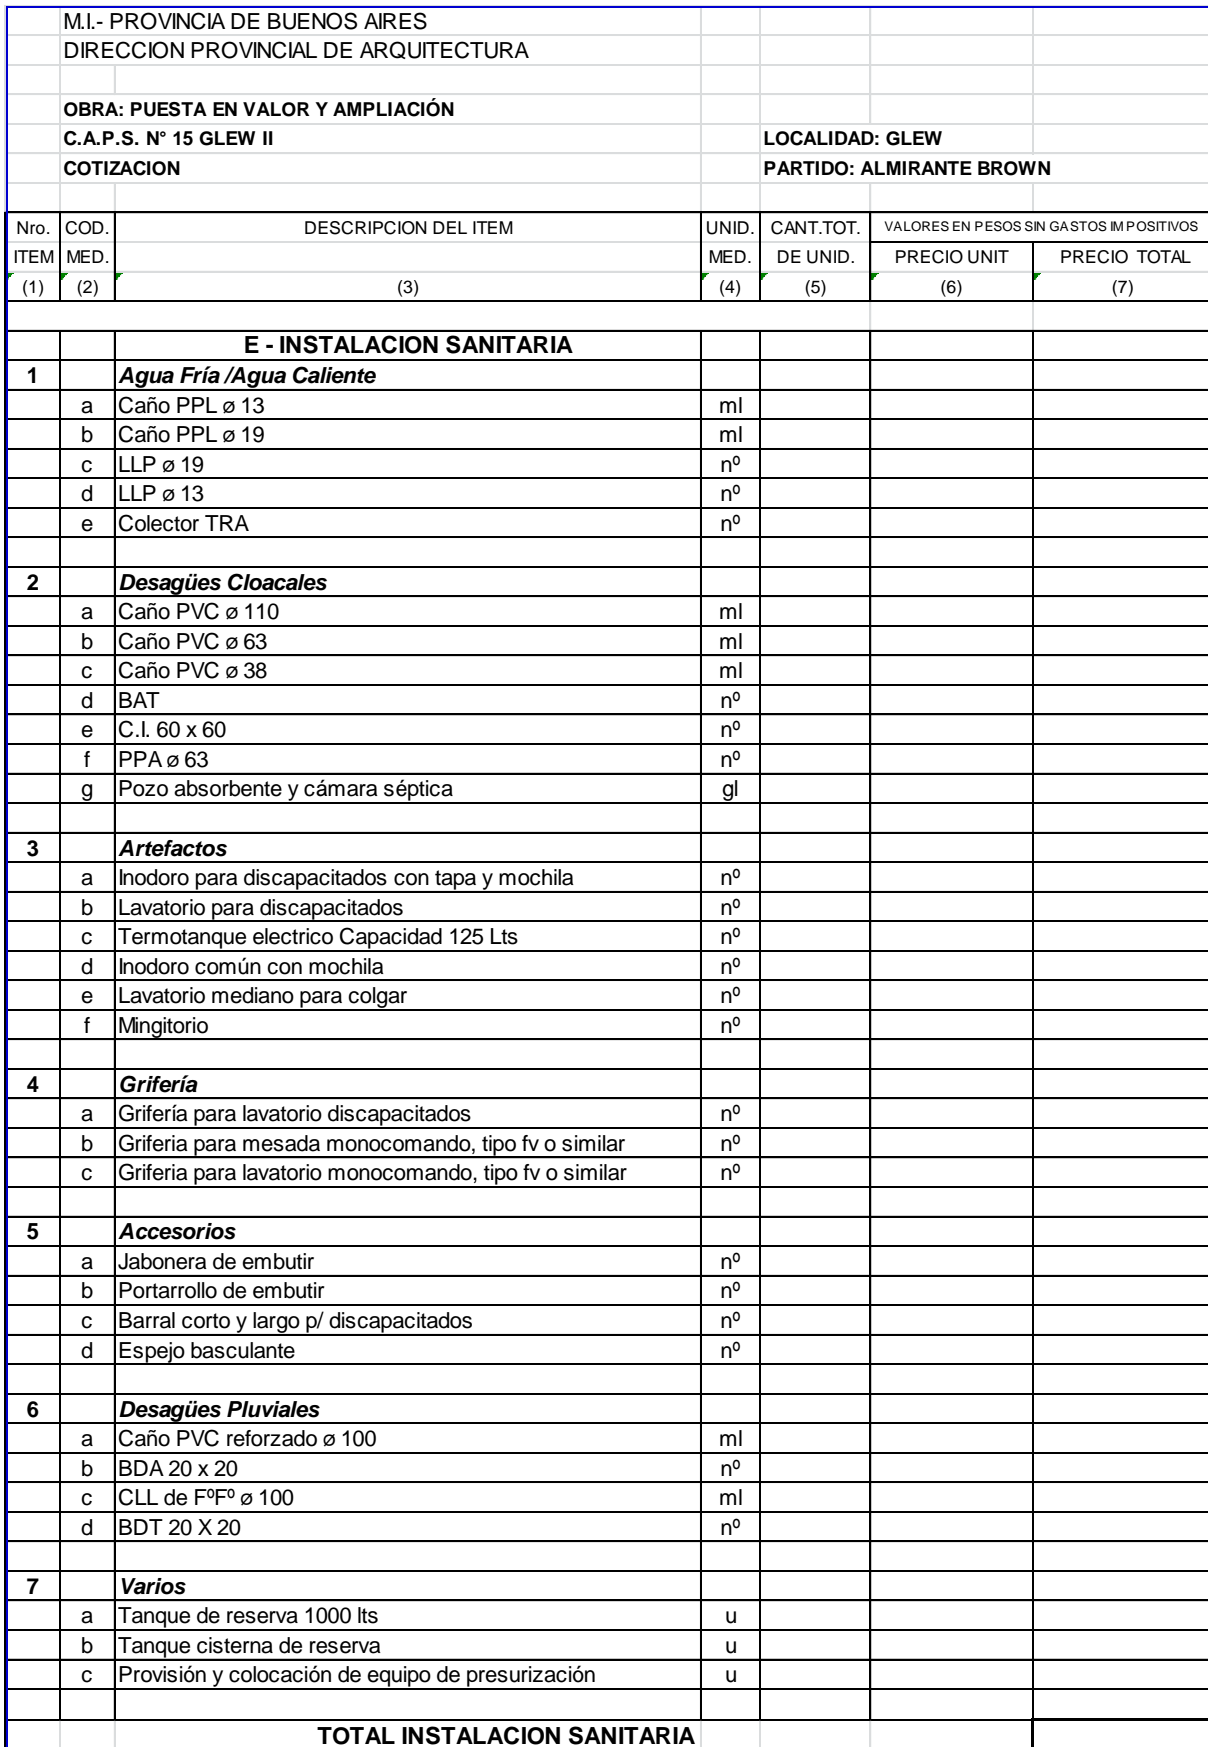 M.I.- PROVINCIA DE BUENOS AIRES
DIRECCION PROVINCIAL DE ARQUITECTURA
OBRA: PUESTA EN VALOR Y AMPLIACIÓN
C.A.P.S. N° 15 GLEW II LOCALIDAD: GLEW
COTIZACION PARTIDO: ALMIRANTE BROWN
Nro. COD. DESCRIPCION DEL ITEM UNID. CANT.TOT. VALORES EN PESOS SIN GASTOS IMPOSITIVOS
ITEM MED. MED. DE UNID. PRECIO UNIT PRECIO TOTAL
(1) (2) (3) (4) (5) (6) (7)
E - INSTALACION SANITARIA
1 Agua Fría /Agua Caliente
a Caño PPL ø 13 ml
b Caño PPL ø 19 ml
c LLP ø 19 nº
d LLP ø 13 nº
e Colector TRA nº
2 Desagües Cloacales
a Caño PVC ø 110 ml
b Caño PVC ø 63 ml
c Caño PVC ø 38 ml
d BAT nº
e C.I. 60 x 60 nº
f PPA ø 63 nº
g Pozo absorbente y cámara séptica gl
3 Artefactos
a Inodoro para discapacitados con tapa y mochila nº
b Lavatorio para discapacitados nº
c Termotanque electrico Capacidad 125 Lts nº
d Inodoro común con mochila nº
e Lavatorio mediano para colgar nº
f Mingitorio nº
4 Grifería
a Grifería para lavatorio discapacitados nº
b Griferia para mesada monocomando, tipo fv o similar nº
c Griferia para lavatorio monocomando, tipo fv o similar nº
5 Accesorios
a Jabonera de embutir nº
b Portarrollo de embutir nº
c Barral corto y largo p/ discapacitados nº
d Espejo basculante nº
6 Desagües Pluviales
a Caño PVC reforzado ø 100 ml
b BDA 20 x 20 nº
c CLL de FºFº ø 100 ml
d BDT 20 X 20 nº
7 Varios
a Tanque de reserva 1000 lts u
b Tanque cisterna de reserva u
c Provisión y colocación de equipo de presurización u
TOTAL INSTALACION SANITARIA